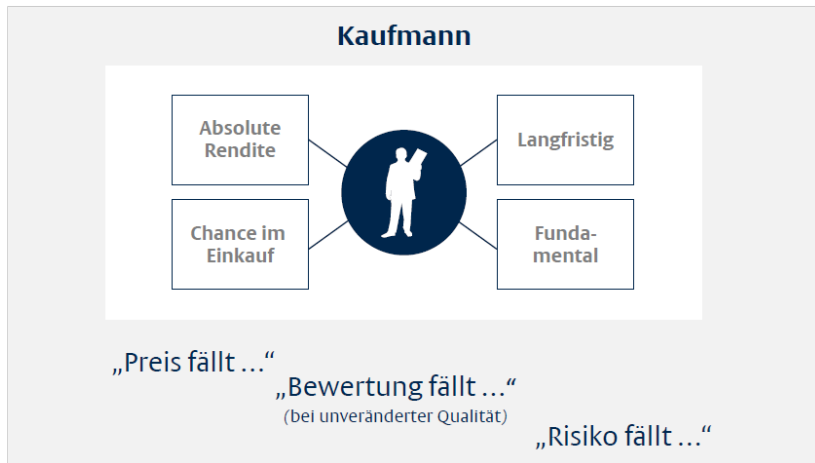 Kaufmann
Absolute
Rendite
Langfristig
Chance im
Einkauf
Funda-
mental
„Preis fällt …“
„Bewertung fällt …“
(bei unveränderter Qualität)
„Risiko fällt …“